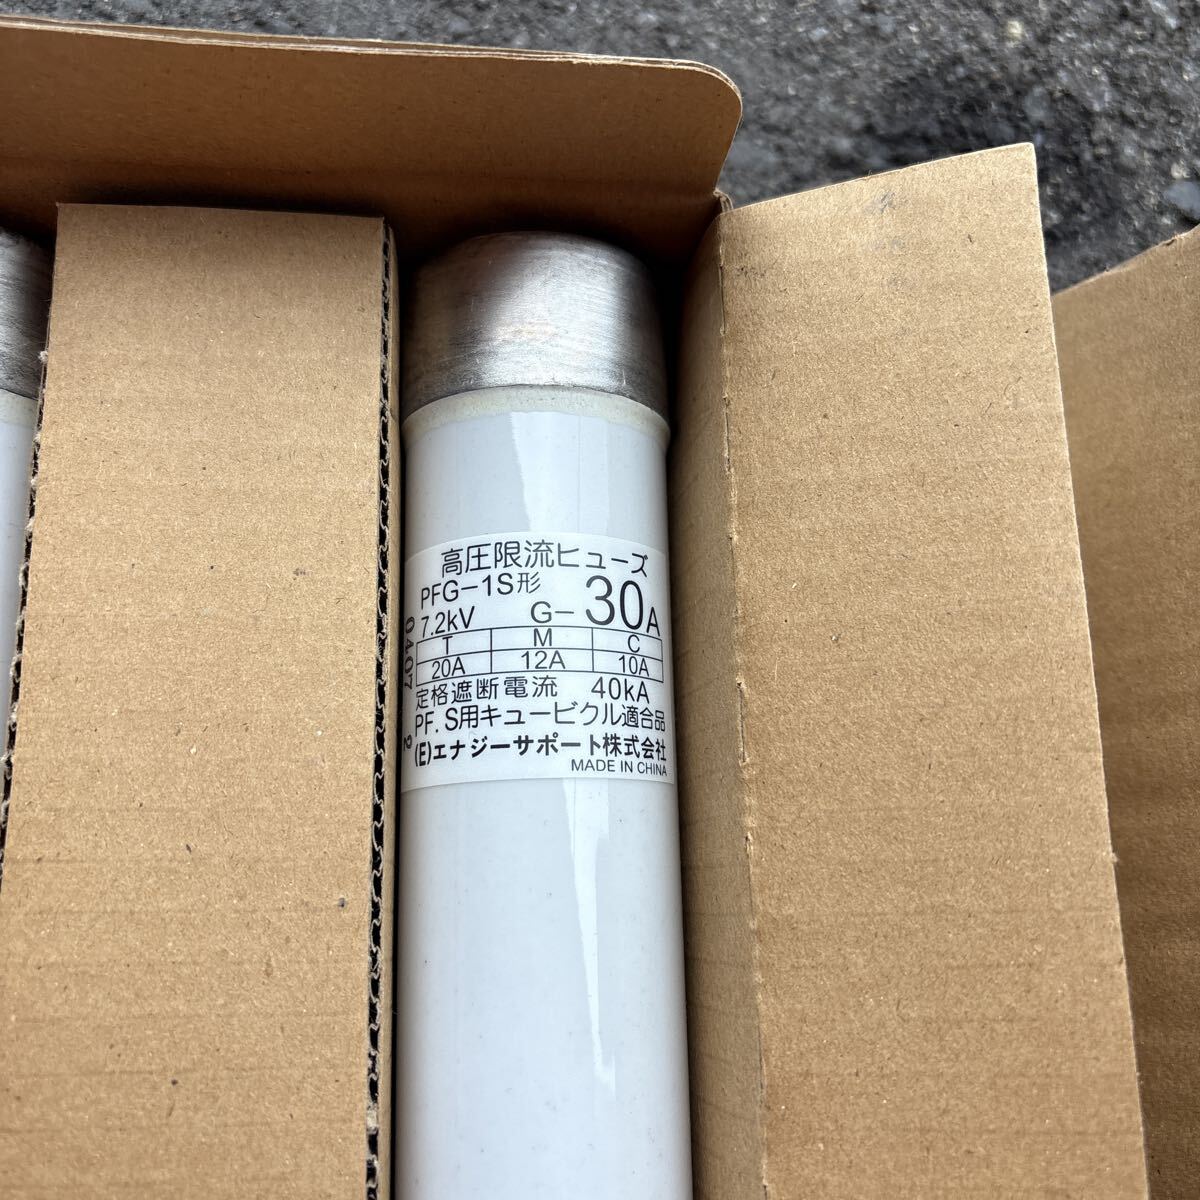 高圧限流ヒューズ
PFG-1S形
7.2kV G-30A
T M C
20A 12A 10A
定格遮断電流 40kA
PF.S用キュービクル適合品
(E)エナジーサポート株式会社
MADE IN CHINA
0407
2